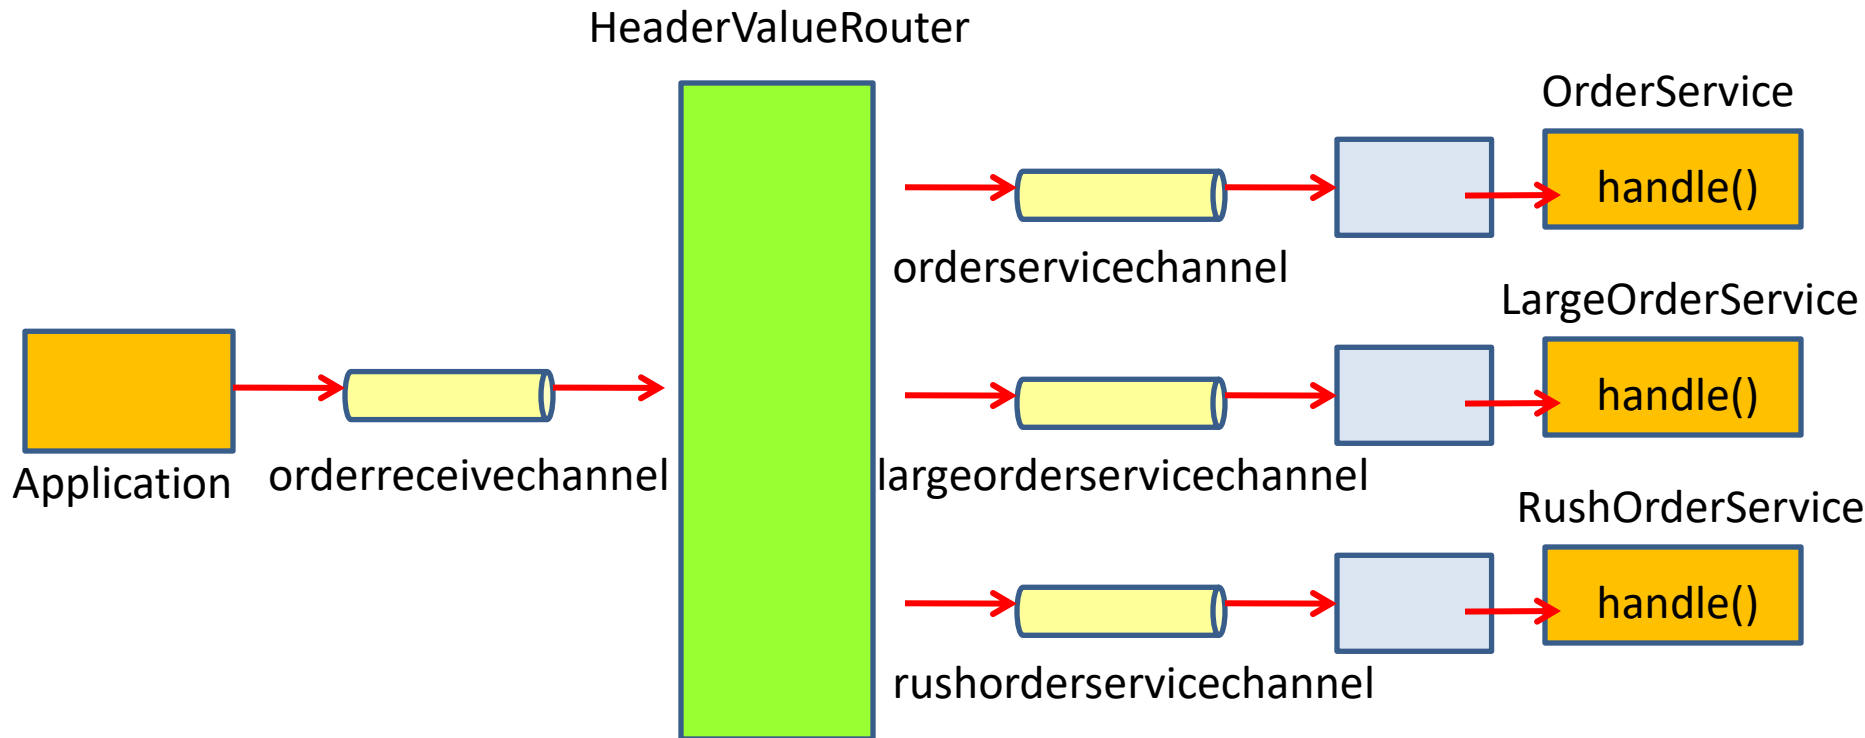 HeaderValueRouter
OrderService
handle()
orderservicechannel
LargeOrderService
handle()
Application
orderreceivechannel
largeorderservicechannel
RushOrderService
handle()
rushorderservicechannel